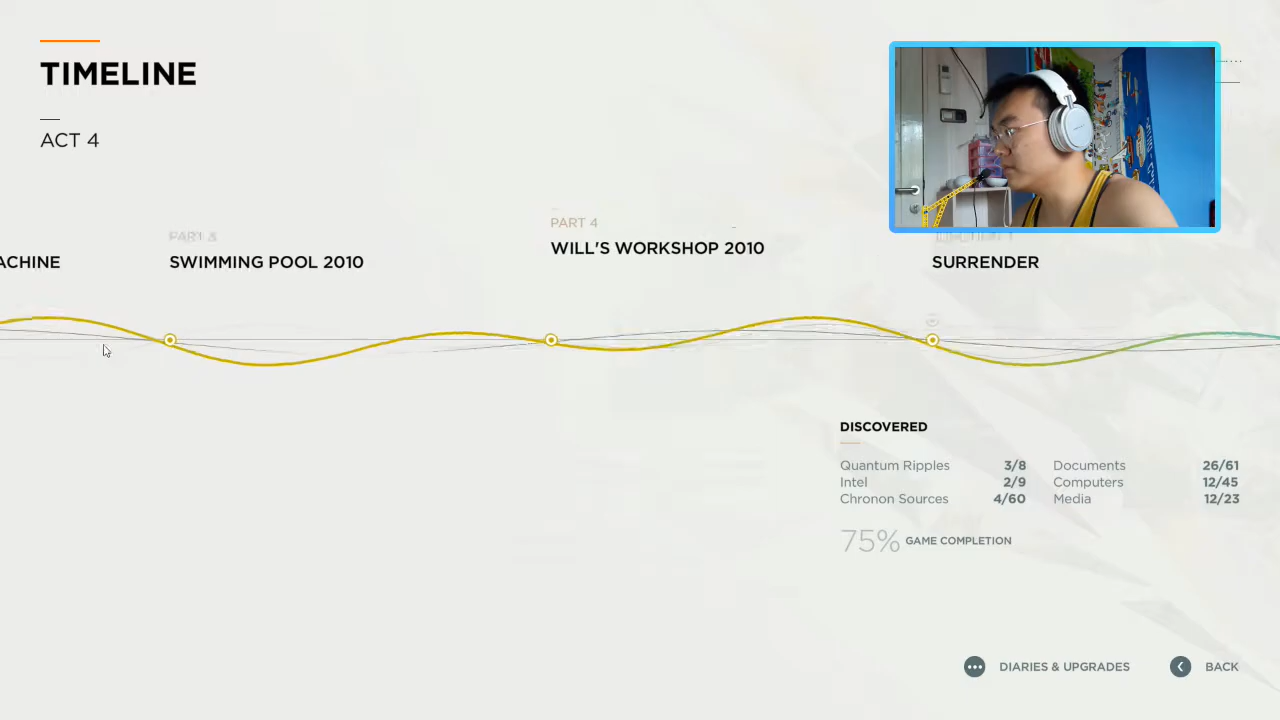 TIMELINE
ACT 4
ACHINE
PART 3
SWIMMING POOL 2010
PART 4
WILL'S WORKSHOP 2010
SURRENDER
DISCOVERED
Quantum Ripples 3/8
Intel 2/9
Chronon Sources 4/60
Documents 26/61
Computers 12/45
Media 12/23
75% GAME COMPLETION
DIARIES & UPGRADES
BACK